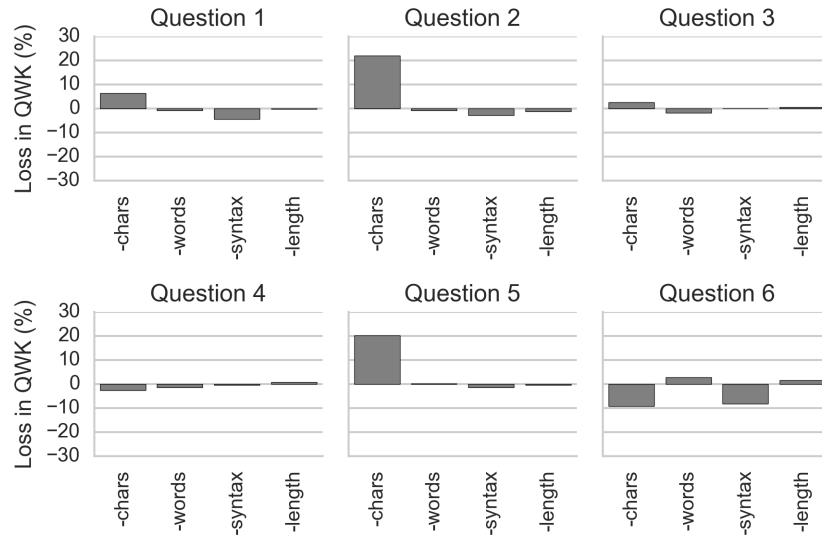 Question 1 Question 2 Question 3
Loss in QWK (%)
30
20
10
0
−10
−20
−30
-chars -words -syntax -length -chars -words -syntax -length -chars -words -syntax -length
Question 4 Question 5 Question 6
Loss in QWK (%)
30
20
10
0
−10
−20
−30
-chars -words -syntax -length -chars -words -syntax -length -chars -words -syntax -length